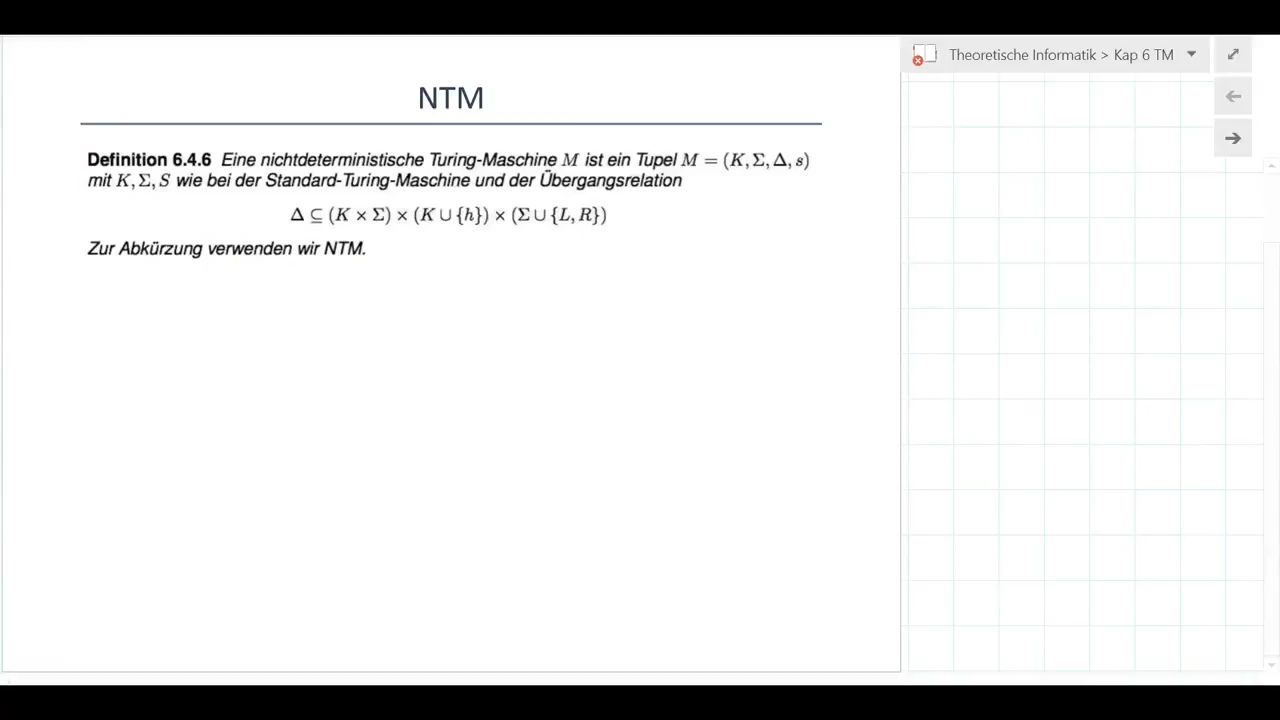 NTM
Definition 6.4.6 Eine nichtdeterministische Turing-Maschine M ist ein Tupel M = (K, Σ, Δ, s)
mit K, Σ, S wie bei der Standard-Turing-Maschine und der Übergangsrelation
Δ ⊆ (K × Σ) × (K ∪ {h}) × (Σ ∪ {L, R})
Zur Abkürzung verwenden wir NTM.
Theoretische Informatik > Kap 6 TM